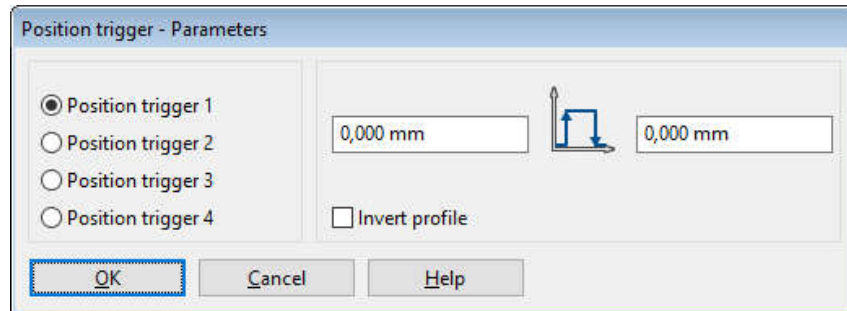 Position trigger - Parameters
Position trigger 1
Position trigger 2
Position trigger 3
Position trigger 4
0,000 mm
0,000 mm
Invert profile
OK
Cancel
Help